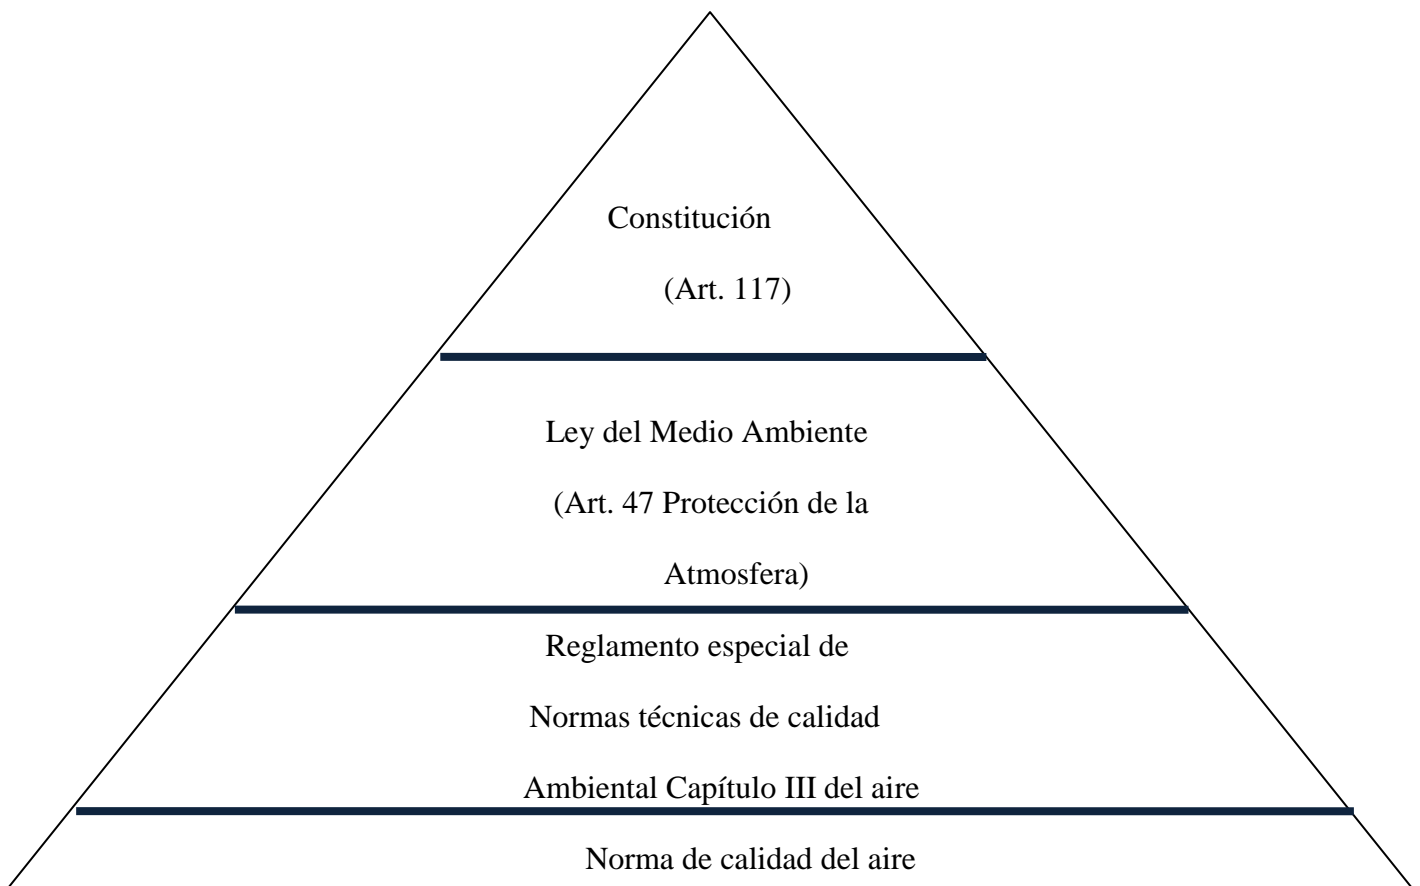 Constitución
(Art. 117)
Ley del Medio Ambiente
(Art. 47 Protección de la
Atmosfera)
Reglamento especial de
Normas técnicas de calidad
Ambiental Capítulo III del aire
Norma de calidad del aire